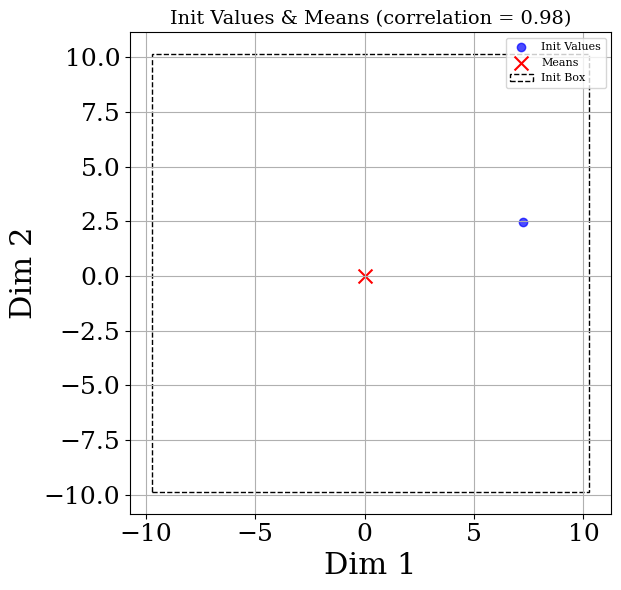 Init Values & Means (correlation = 0.98)
Init Values
Means
Init Box
10.0
7.5
5.0
2.5
0.0
−2.5
−5.0
−7.5
−10.0
Dim 2
−10
−5
0
5
10
Dim 1